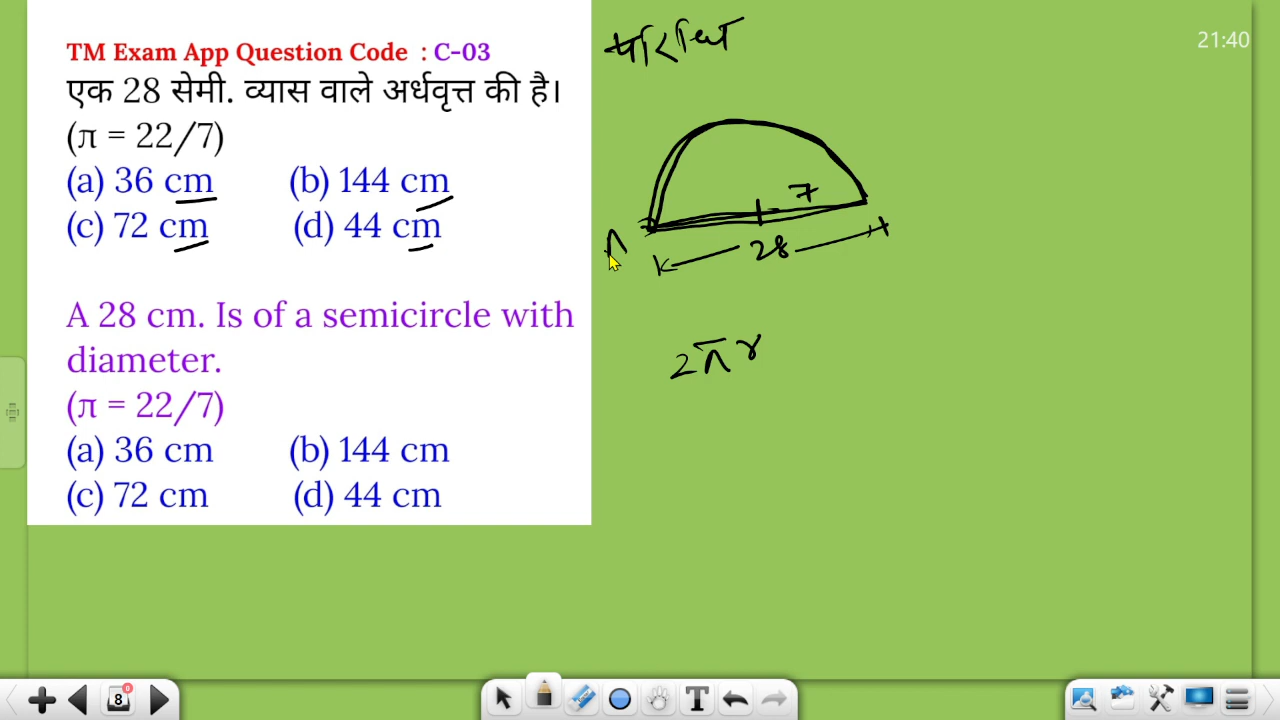 TM Exam App Question Code : C-03
एक 28 सेमी. व्यास वाले अर्धवृत्त की है।
(π = 22/7)
(a) 36 cm (b) 144 cm
(c) 72 cm (d) 44 cm
A 28 cm. Is of a semicircle with
diameter.
(π = 22/7)
(a) 36 cm (b) 144 cm
(c) 72 cm (d) 44 cm
7
28
2πr
21:40
8
T